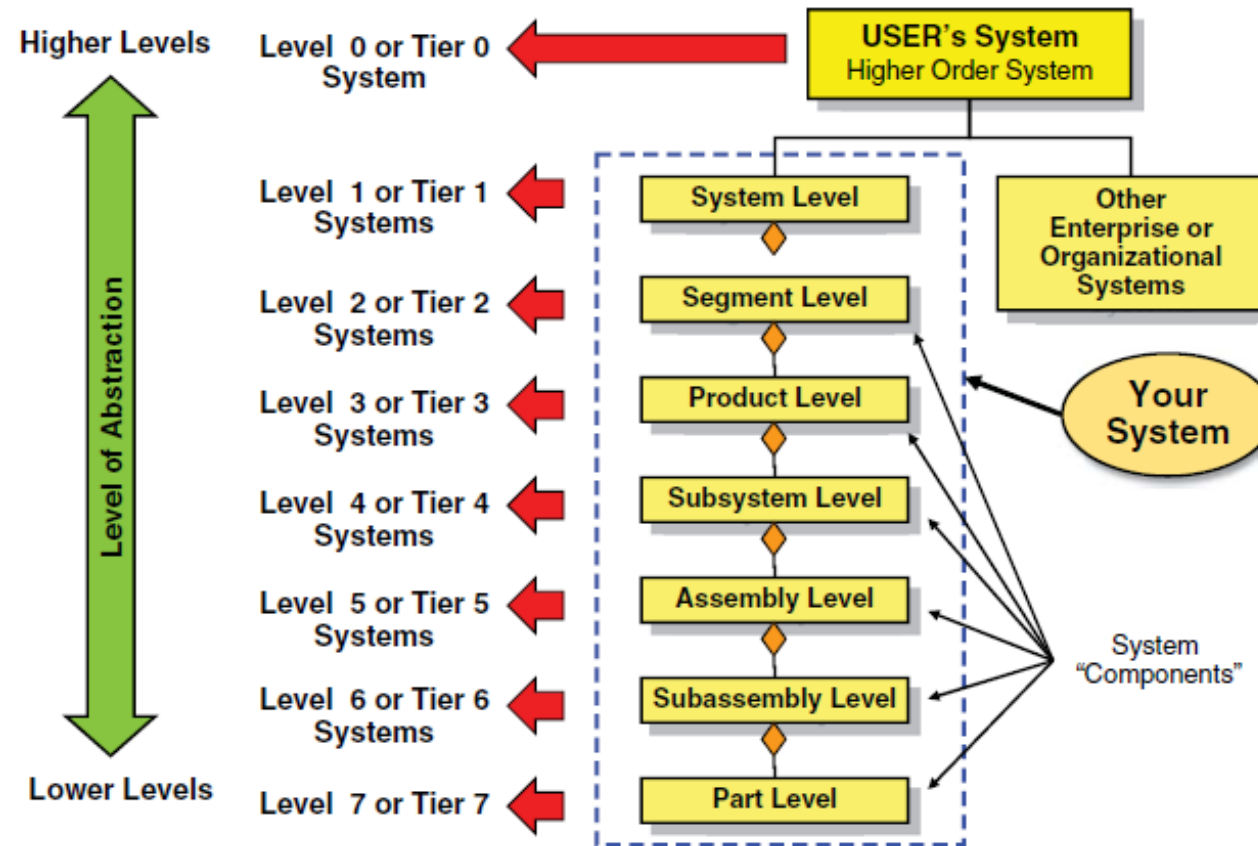 Higher Levels
Level 0 or Tier 0
System
USER's System
Higher Order System
Level 1 or Tier 1
Systems
System Level
Other
Enterprise or
Organizational
Systems
Level 2 or Tier 2
Systems
Segment Level
Level of Abstraction
Level 3 or Tier 3
Systems
Product Level
Your
System
Level 4 or Tier 4
Systems
Subsystem Level
Level 5 or Tier 5
Systems
Assembly Level
System
“Components”
Level 6 or Tier 6
Systems
Subassembly Level
Lower Levels
Level 7 or Tier 7
Part Level